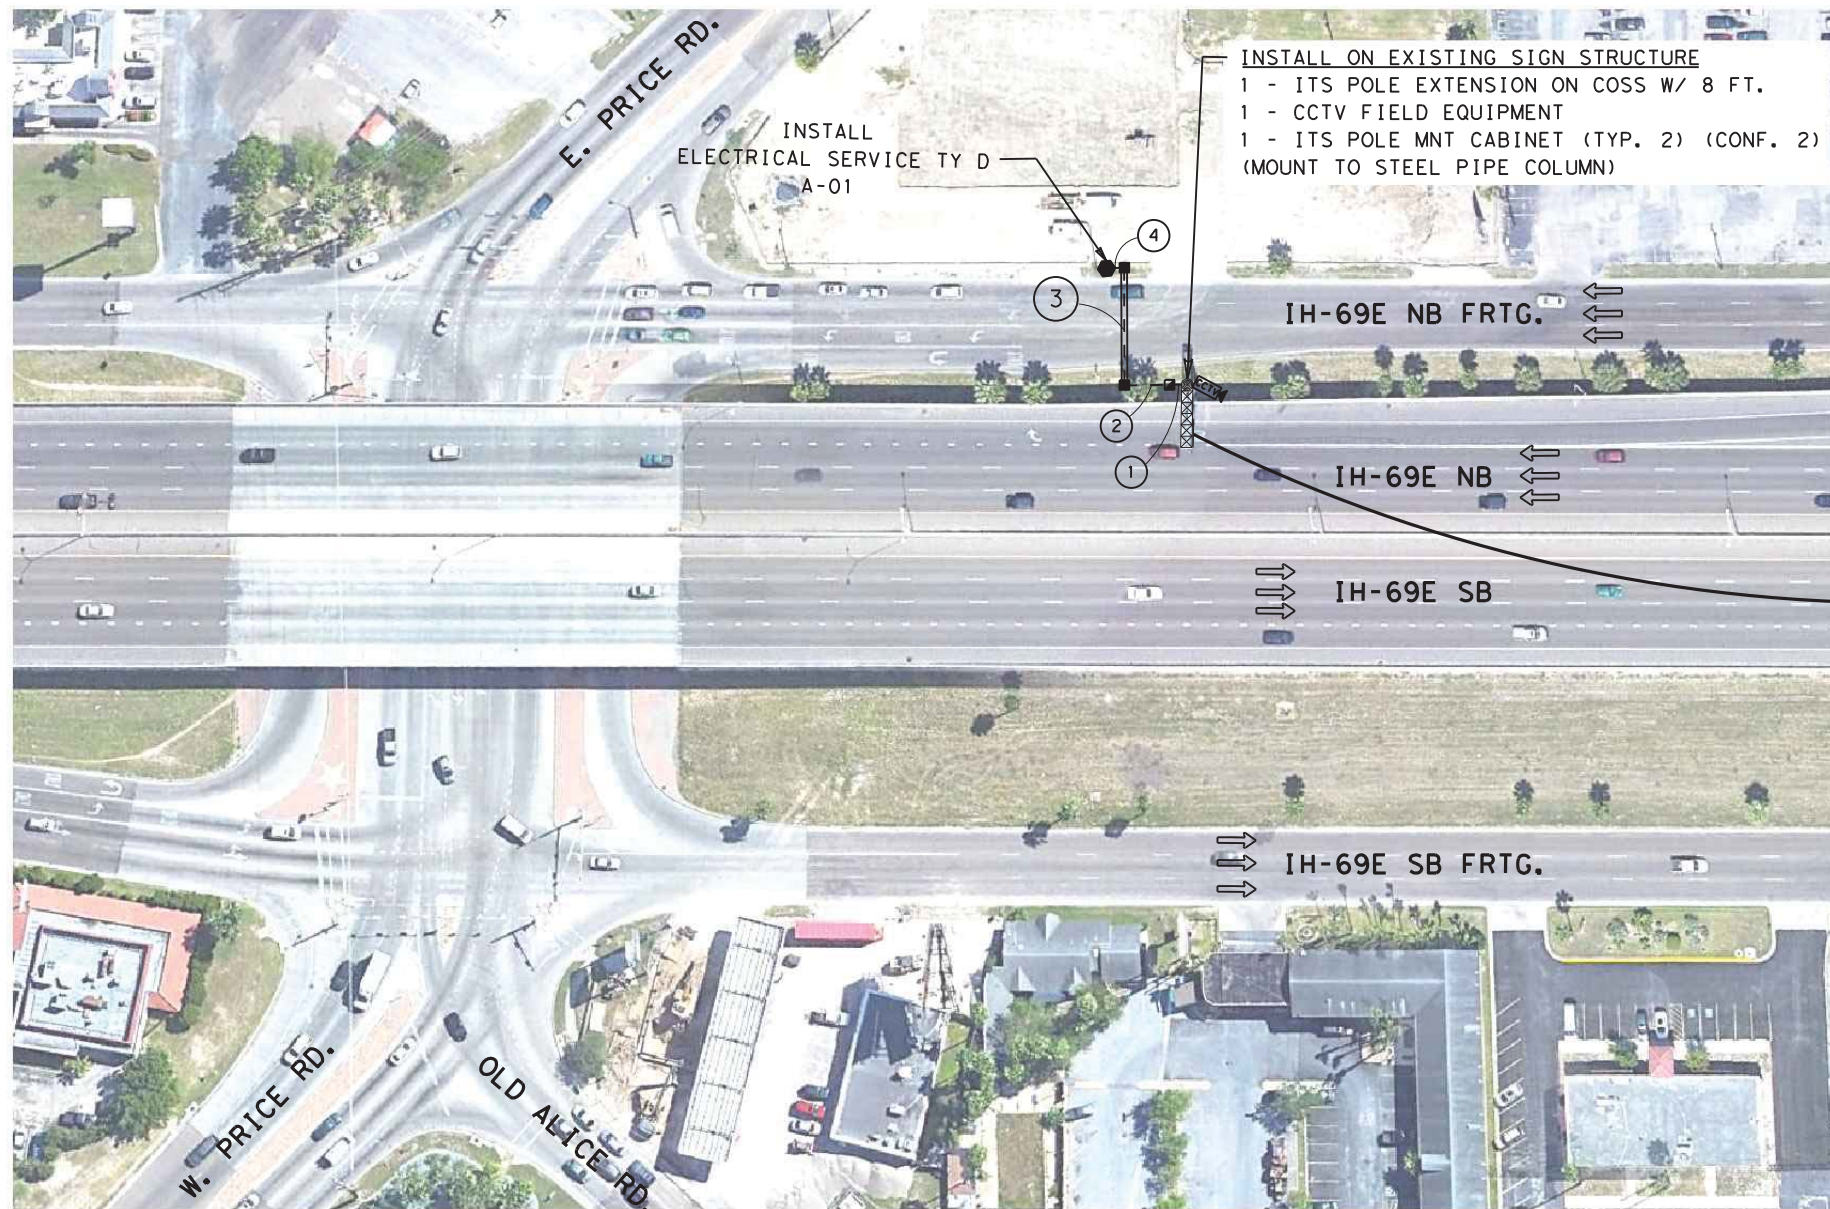 E. PRICE RD.
INSTALL ON EXISTING SIGN STRUCTURE
1 - ITS POLE EXTENSION ON COSS W/ 8 FT.
1 - CCTV FIELD EQUIPMENT
1 - ITS POLE MNT CABINET (TYP. 2) (CONF. 2)
(MOUNT TO STEEL PIPE COLUMN)
INSTALL
ELECTRICAL SERVICE TY D
A-01
4
3
IH-69E NB FRTG.
CCTV
2
1
IH-69E NB
IH-69E SB
IH-69E SB FRTG.
W. PRICE RD.
OLD ALICE RD.